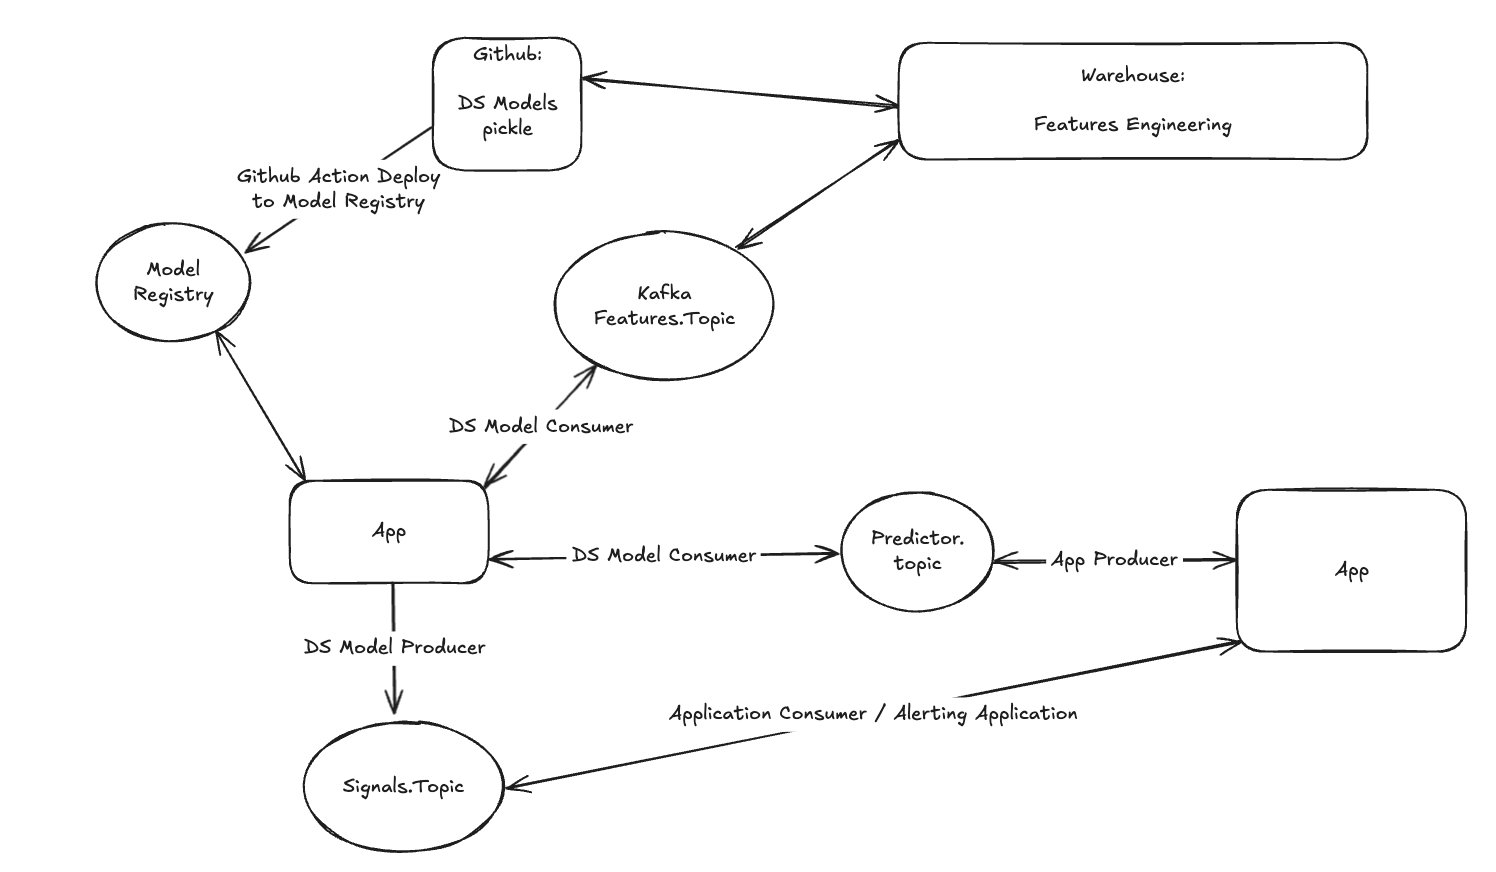 Github:
DS Models
pickle
Warehouse:
Features Engineering
Github Action Deploy
to Model Registry
Model
Registry
Kafka
Features.Topic
DS Model Consumer
App
DS Model Consumer
Predictor.
topic
App Producer
App
DS Model Producer
Application Consumer / Alerting Application
Signals.Topic